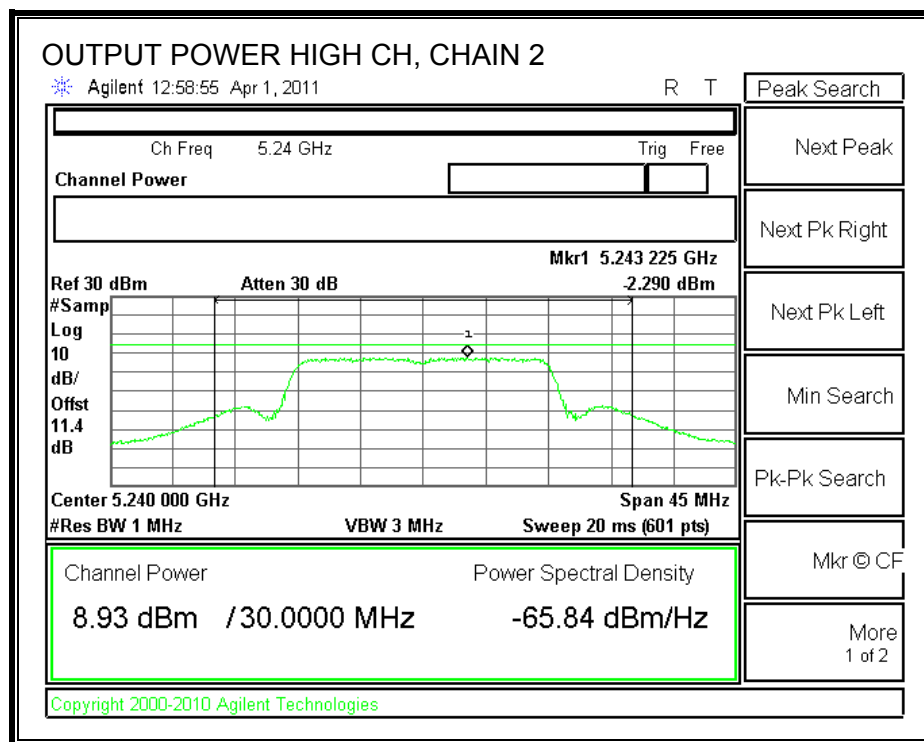 OUTPUT POWER HIGH CH, CHAIN 2
Agilent 12:58:55 Apr 1, 2011 R T
Peak Search
Ch Freq 5.24 GHz Trig Free
Channel Power
Mkr1 5.243 225 GHz
Ref 30 dBm Atten 30 dB -2.290 dBm
#Samp
Log
10
dB/
Offst
11.4
dB
1
Center 5.240 000 GHz Span 45 MHz
#Res BW 1 MHz VBW 3 MHz Sweep 20 ms (601 pts)
Channel Power Power Spectral Density
8.93 dBm / 30.0000 MHz -65.84 dBm/Hz
Copyright 2000-2010 Agilent Technologies
Next Peak
Next Pk Right
Next Pk Left
Min Search
Pk-Pk Search
Mkr © CF
More
1 of 2